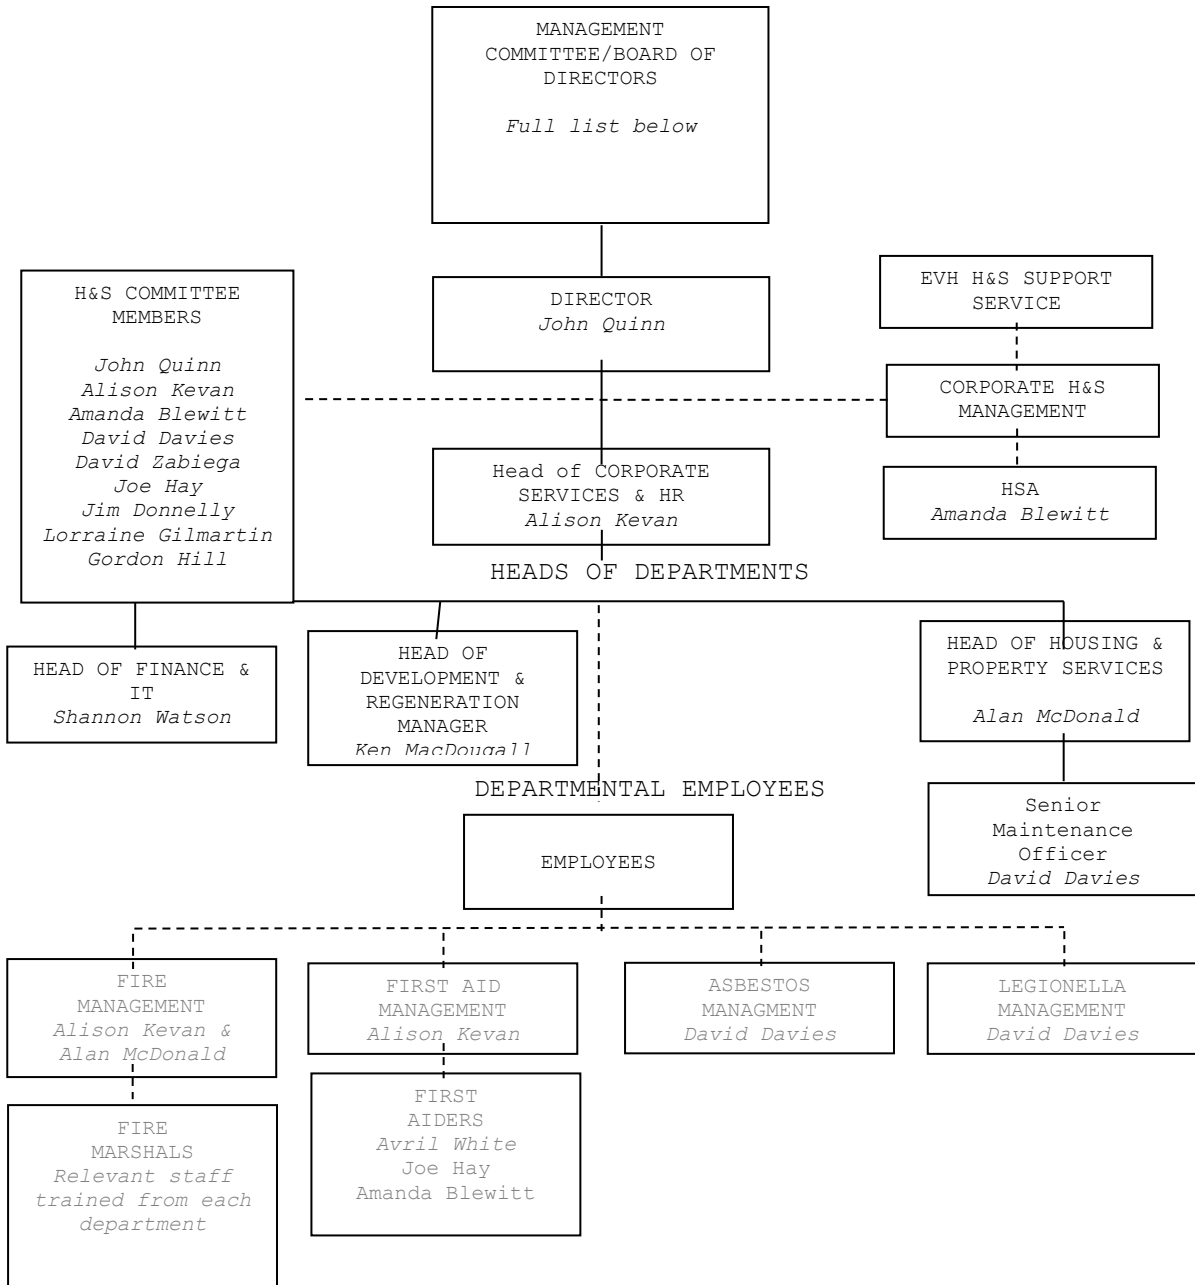 MANAGEMENT
COMMITTEE/BOARD OF
DIRECTORS
Full list below
H&S COMMITTEE
MEMBERS
John Quinn
Alison Kevan
Amanda Blewitt
David Davies
David Zabiega
Joe Hay
Jim Donnelly
Lorraine Gilmartin
Gordon Hill
DIRECTOR
John Quinn
EVH H&S SUPPORT
SERVICE
CORPORATE H&S
MANAGEMENT
HSA
Amanda Blewitt
Head of CORPORATE
SERVICES & HR
Alison Kevan
HEADS OF DEPARTMENTS
HEAD OF FINANCE &
IT
Shannon Watson
HEAD OF
DEVELOPMENT &
REGENERATION
MANAGER
Ken MacDougall
HEAD OF HOUSING &
PROPERTY SERVICES
Alan McDonald
DEPARTMENTAL EMPLOYEES
EMPLOYEES
Senior
Maintenance
Officer
David Davies
FIRE
MANAGEMENT
Alison Kevan &
Alan McDonald
FIRST AID
MANAGEMENT
Alison Kevan
ASBESTOS
MANAGMENT
David Davies
LEGIONELLA
MANAGEMENT
David Davies
FIRE
MARSHALS
Relevant staff
trained from each
department
FIRST
AIDERS
Avril White
Joe Hay
Amanda Blewitt